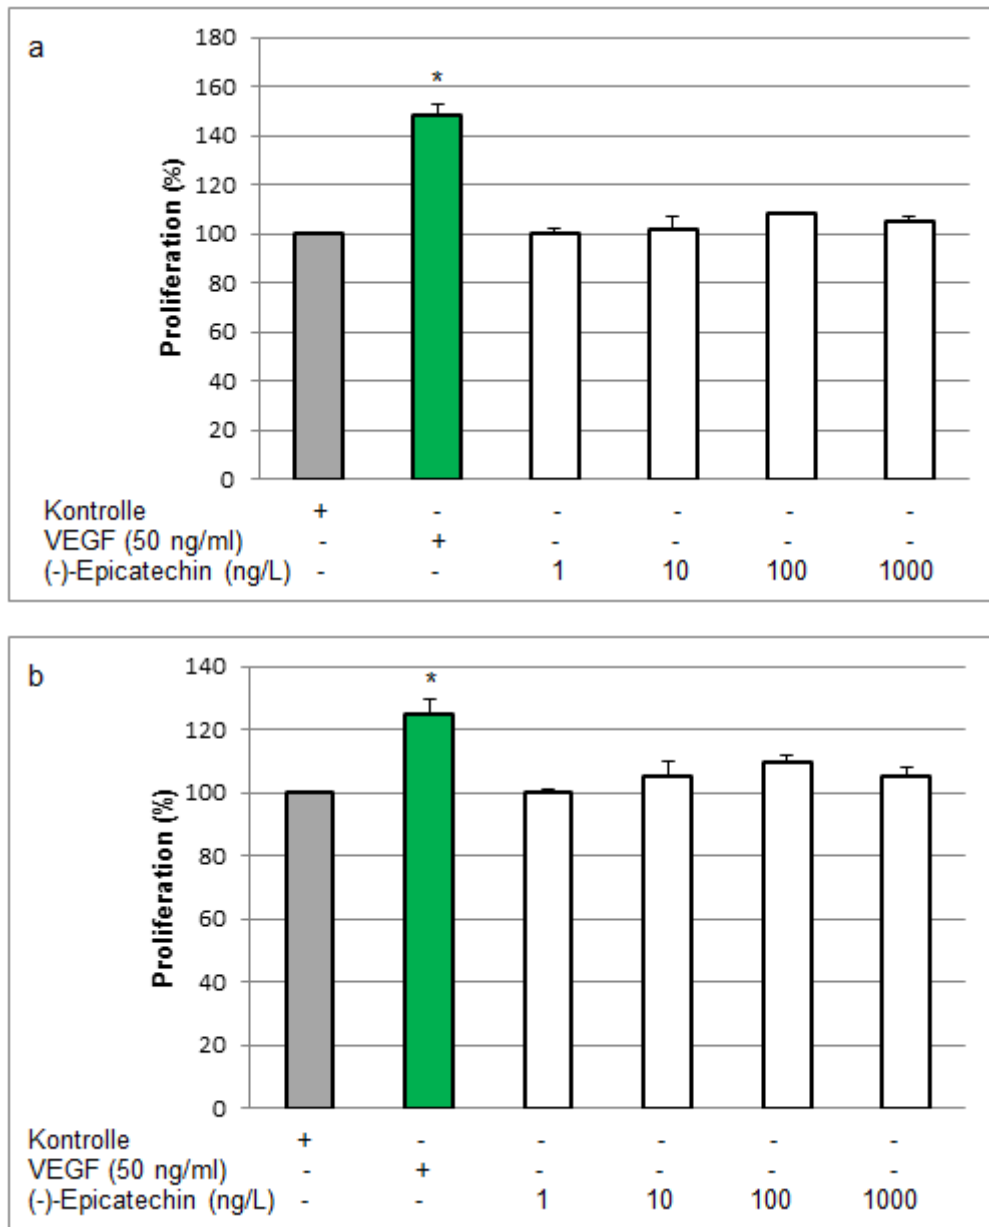 a
180
*
160
140
120
100
80
60
40
20
0
Proliferation (%)
Kontrolle + - - - - -
VEGF (50 ng/ml) - + - - - -
(-)-Epicatechin (ng/L) - - 1 10 100 1000
b
140
*
120
100
80
60
40
20
0
Proliferation (%)
Kontrolle + - - - - -
VEGF (50 ng/ml) - + - - - -
(-)-Epicatechin (ng/L) - - 1 10 100 1000